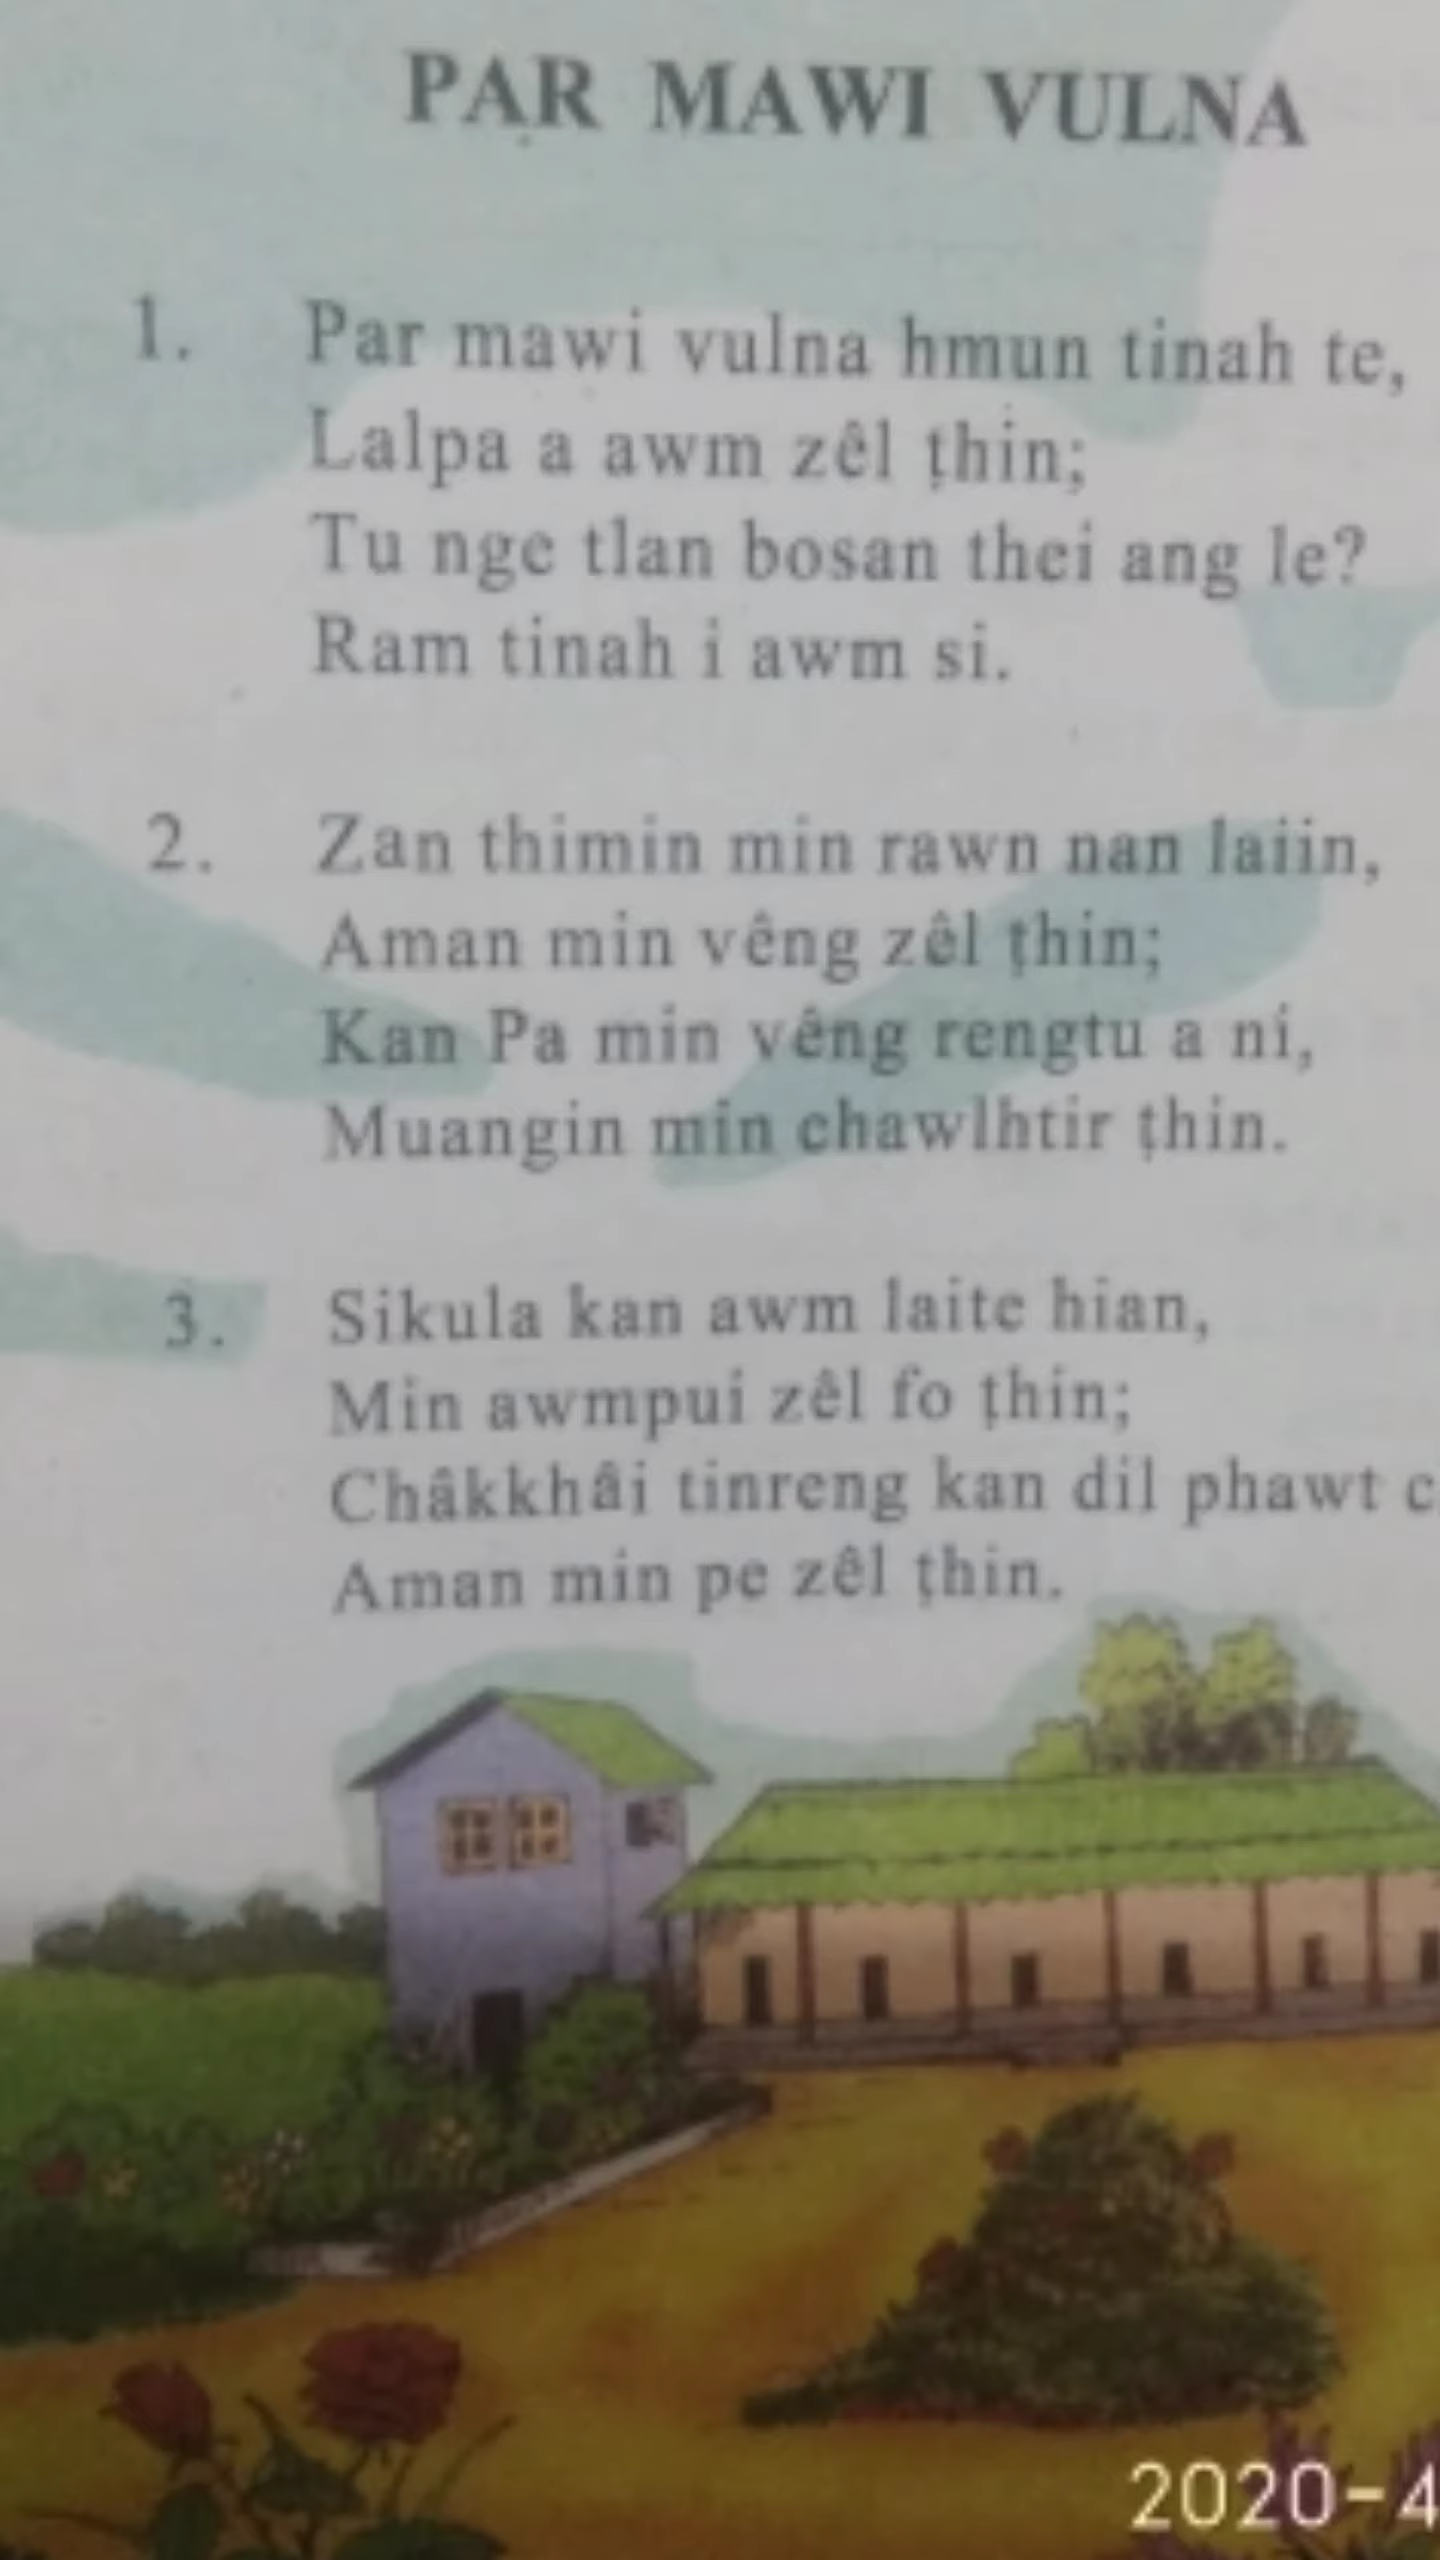 PAR MAWI VULNA
1. Par mawi vulna hmun tinah te,
Lalpa a awm zêl ṭhin;
Tu nge tlan bosan thei ang le?
Ram tinah i awm si.
2. Zan thimin min rawn nan laiin,
Aman min vêng zêl ṭhin;
Kan Pa min vêng rengtu a ni,
Muangin min chawlhtir ṭhin.
3. Sikula kan awm laite hian,
Min awmpui zêl fo ṭhin;
Châkkhâi tinreng kan dil phawt
Aman min pe zêl ṭhin.
2020-4